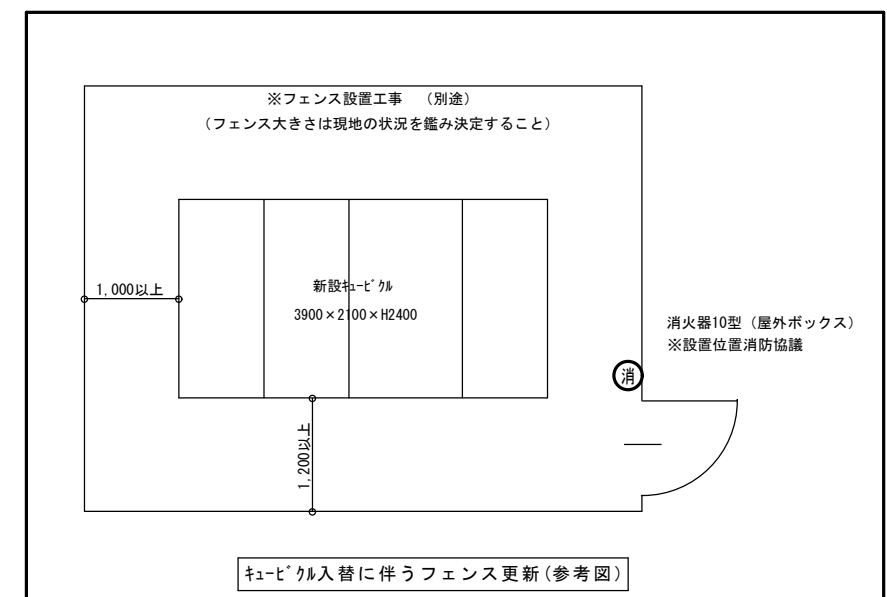 ※フェンス設置工事　（別途）
（フェンス大きさは現地の状況を鑑み決定すること）
1,000以上
新設ｷｭｰﾋﾞｸﾙ
3900×2100×H2400
消火器10型（屋外ボックス）
※設置位置消防協議
消
1,200以上
ｷｭｰﾋﾞｸﾙ入替に伴うフェンス更新(参考図)